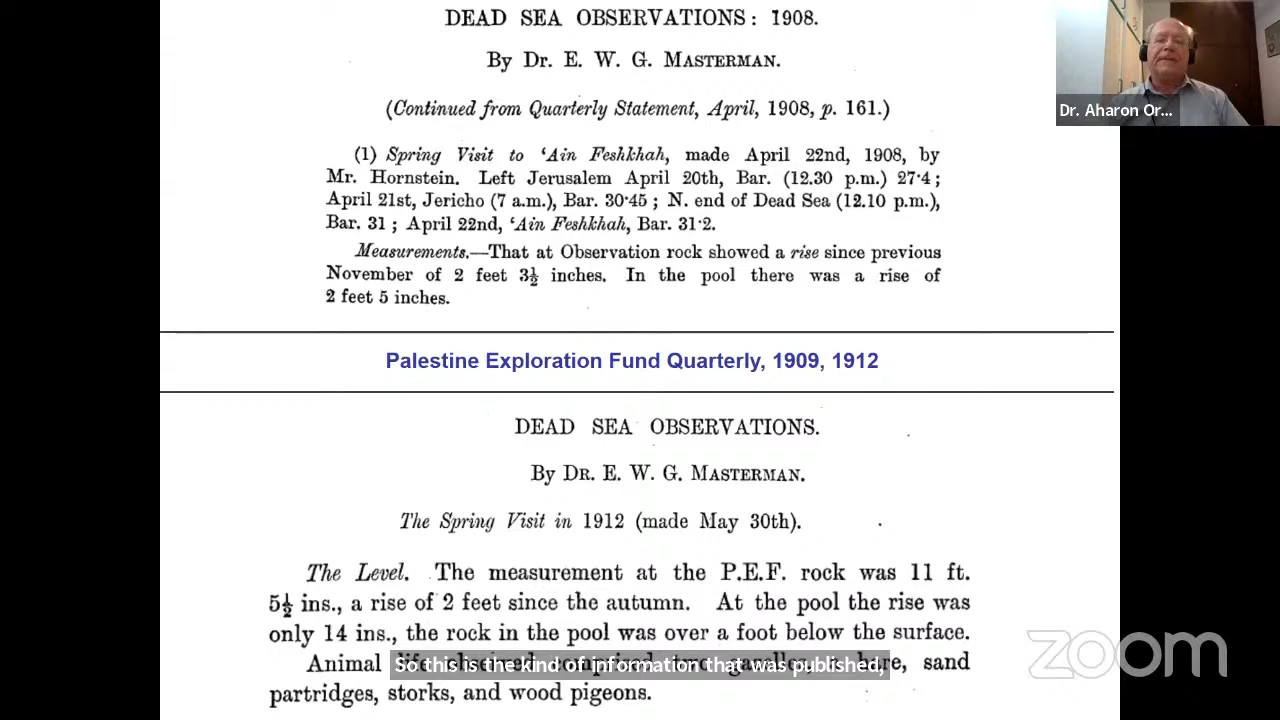 DEAD SEA OBSERVATIONS: 1908.
By Dr. E. W. G. MASTERMAN.
(Continued from Quarterly Statement, April, 1908, p. 161.)
(1) Spring Visit to ‘Ain Feshkhah, made April 22nd, 1908, by
Mr. Hornstein. Left Jerusalem April 20th, Bar. (12.30 p.m.) 27·4;
April 21st, Jericho (7 a.m.), Bar. 30·45; N. end of Dead Sea (12.10 p.m.),
Bar. 31; April 22nd, ‘Ain Feshkhah, Bar. 31·2.
Measurements.—That at Observation rock showed a rise since previous
November of 2 feet 3½ inches. In the pool there was a rise of
2 feet 5 inches.
Dr. Aharon Or...
Palestine Exploration Fund Quarterly, 1909, 1912
DEAD SEA OBSERVATIONS.
By DR. E. W. G. MASTERMAN.
The Spring Visit in 1912 (made May 30th).
The Level. The measurement at the P.E.F. rock was 11 ft.
5½ ins., a rise of 2 feet since the autumn. At the pool the rise was
only 14 ins., the rock in the pool was over a foot below the surface.
Animal sand
So this is the kind of information that was published,
partridges, storks, and wood pigeons.
zoom